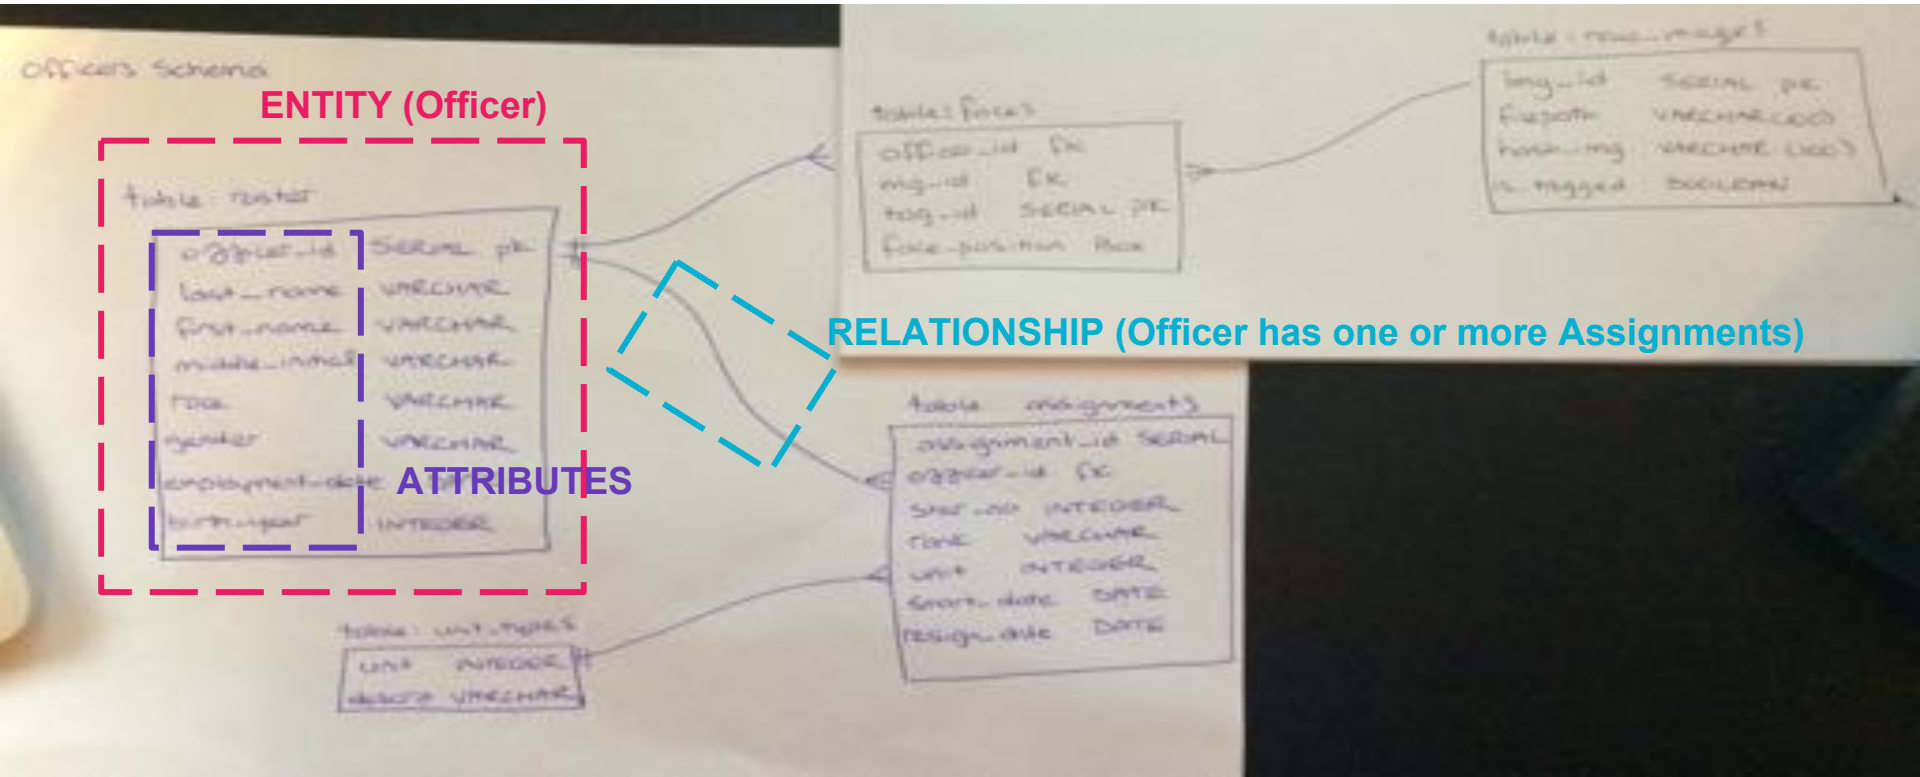 Officers Schema
ENTITY (Officer)
table: roster
officer_id SERIAL pk
last_name VARCHAR
first_name VARCHAR
middle_initial VARCHAR
race VARCHAR
gender VARCHAR
employment_date
ATTRIBUTES
birth_year INTEGER
table: unit_types
unit INTEGER
VARCHAR
table: faces
officer_id fk
img_id fk
tag_id SERIAL pk
face_position Box
table: raw_images
img_id SERIAL pk
filepath VARCHAR
hash_img VARCHAR
is_tagged BOOLEAN
RELATIONSHIP (Officer has one or more Assignments)
table assignments
assignment_id SERIAL
officer_id fk
star_no INTEGER
rank VARCHAR
unit INTEGER
start_date DATE
resign_date DATE